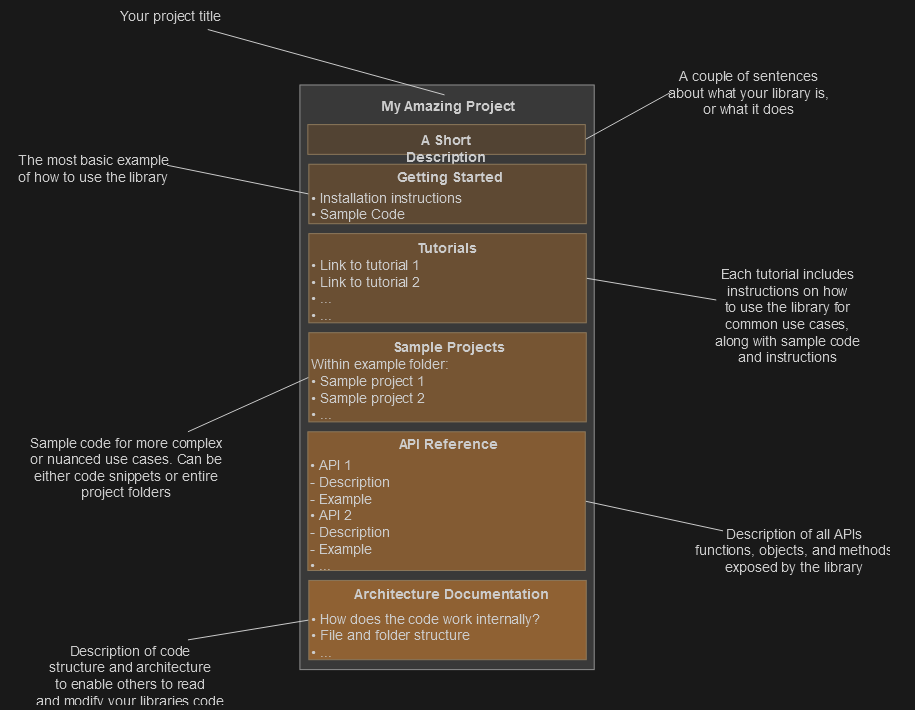 Your project title
A couple of sentences
about what your library is,
or what it does
My Amazing Project
A Short
Description
The most basic example
of how to use the library
Getting Started
• Installation instructions
• Sample Code
Tutorials
• Link to tutorial 1
• Link to tutorial 2
• ...
• ...
Each tutorial includes
instructions on how
to use the library for
common use cases,
along with sample code
and instructions
Sample Projects
Within example folder:
• Sample project 1
• Sample project 2
• ...
Sample code for more complex
or nuanced use cases. Can be
either code snippets or entire
project folders
API Reference
• API 1
- Description
- Example
• API 2
- Description
- Example
• ...
Description of all APIs
functions, objects, and methods
exposed by the library
Architecture Documentation
• How does the code work internally?
• File and folder structure
• ...
Description of code
structure and architecture
to enable others to read
and modify your libraries code